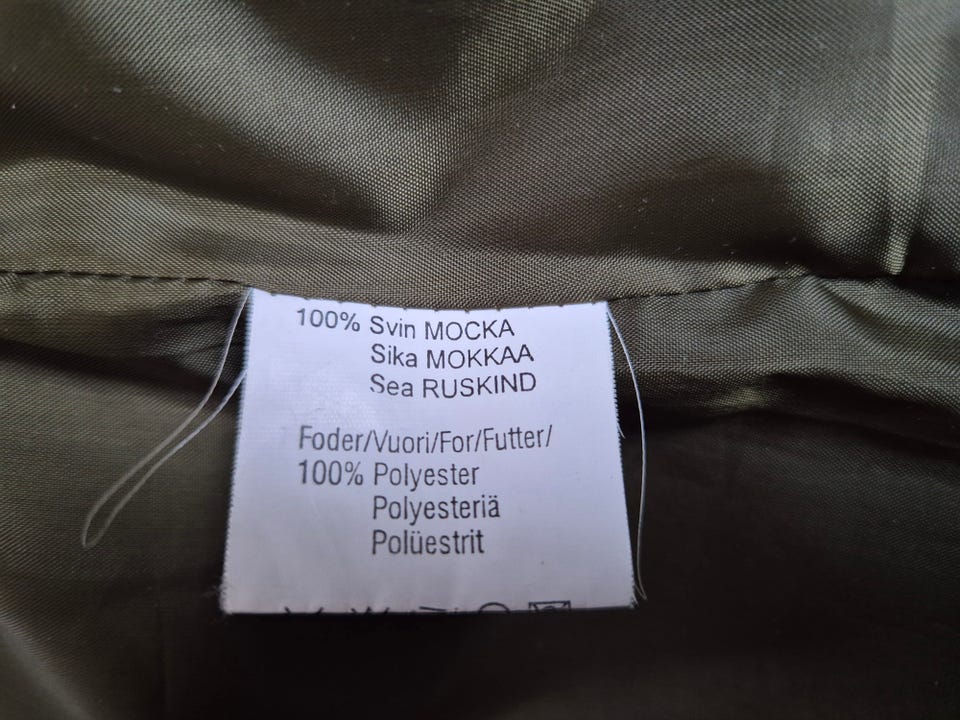 100% Svin MOCKA
Sika MOKKAA
Sea RUSKIND
Foder/Vuori/For/Futter/
100% Polyester
Polyesteriä
Polüestrit